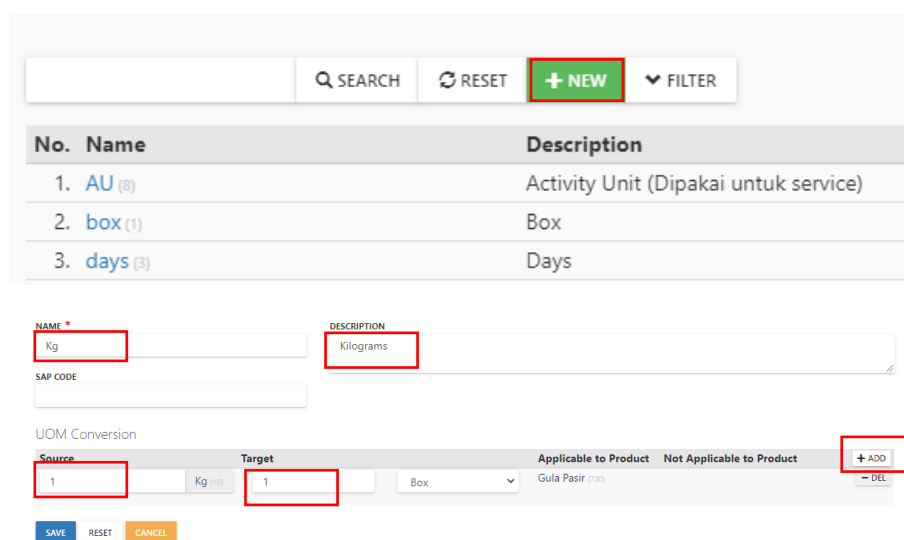 SEARCH RESET + NEW FILTER
No. Name Description
1. AU (8) Activity Unit (Dipakai untuk service)
2. box (1) Box
3. days (3) Days
NAME * DESCRIPTION
Kg Kilograms
SAP CODE
UOM Conversion
Source Target Applicable to Product Not Applicable to Product + ADD
1 Kg (12) 1 Box Gula Pasir (720) - DEL
SAVE RESET CANCEL